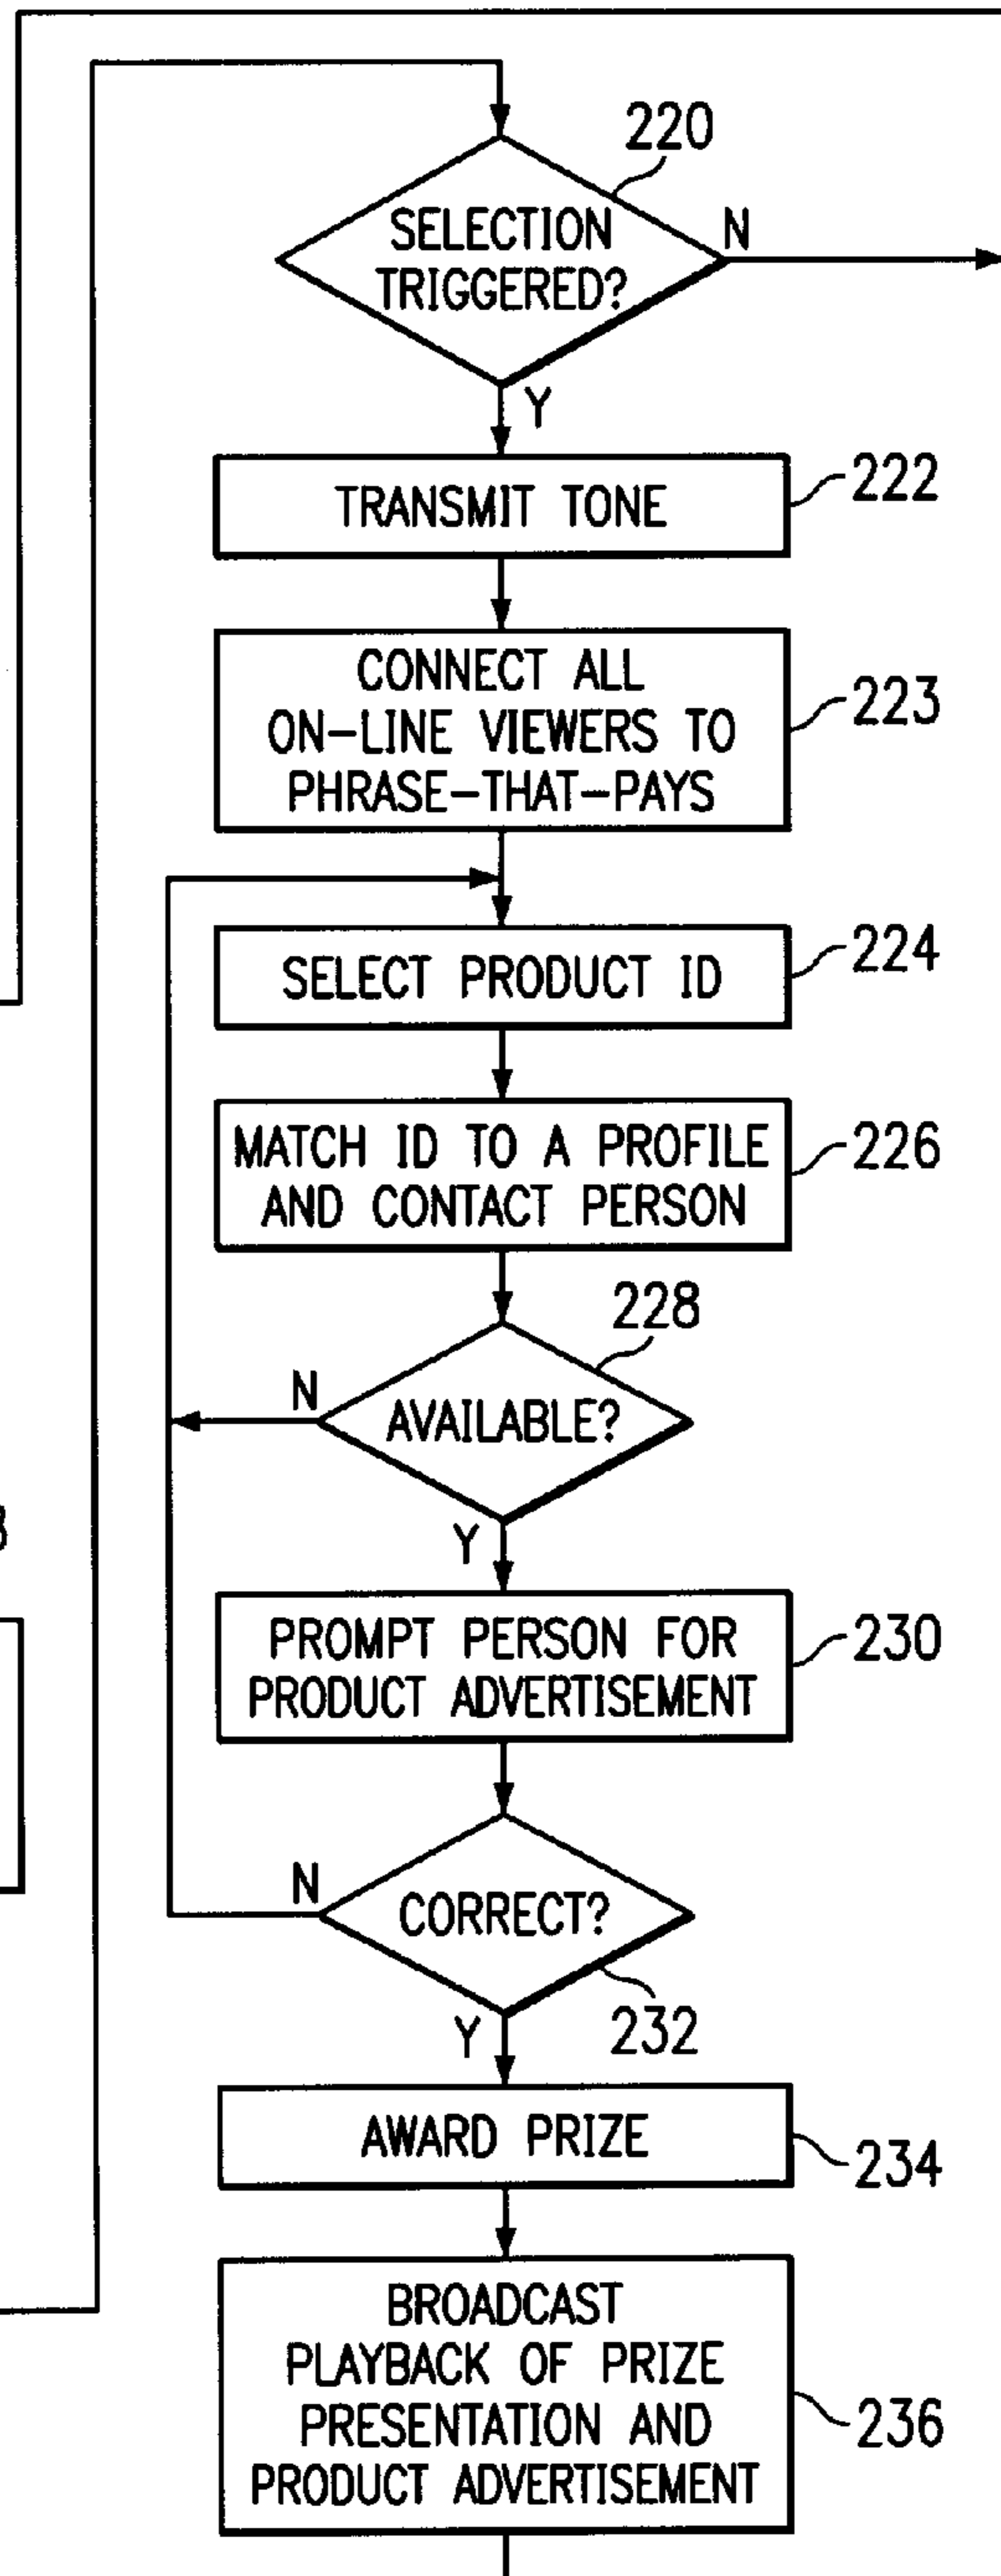 220
SELECTION
TRIGGERED?
N
Y
TRANSMIT TONE
222
CONNECT ALL
ON-LINE VIEWERS TO
PHRASE-THAT-PAYS
223
SELECT PRODUCT ID
224
MATCH ID TO A PROFILE
AND CONTACT PERSON
226
228
N
AVAILABLE?
Y
PROMPT PERSON FOR
PRODUCT ADVERTISEMENT
230
N
CORRECT?
232
Y
AWARD PRIZE
234
BROADCAST
PLAYBACK OF PRIZE
PRESENTATION AND
PRODUCT ADVERTISEMENT
236